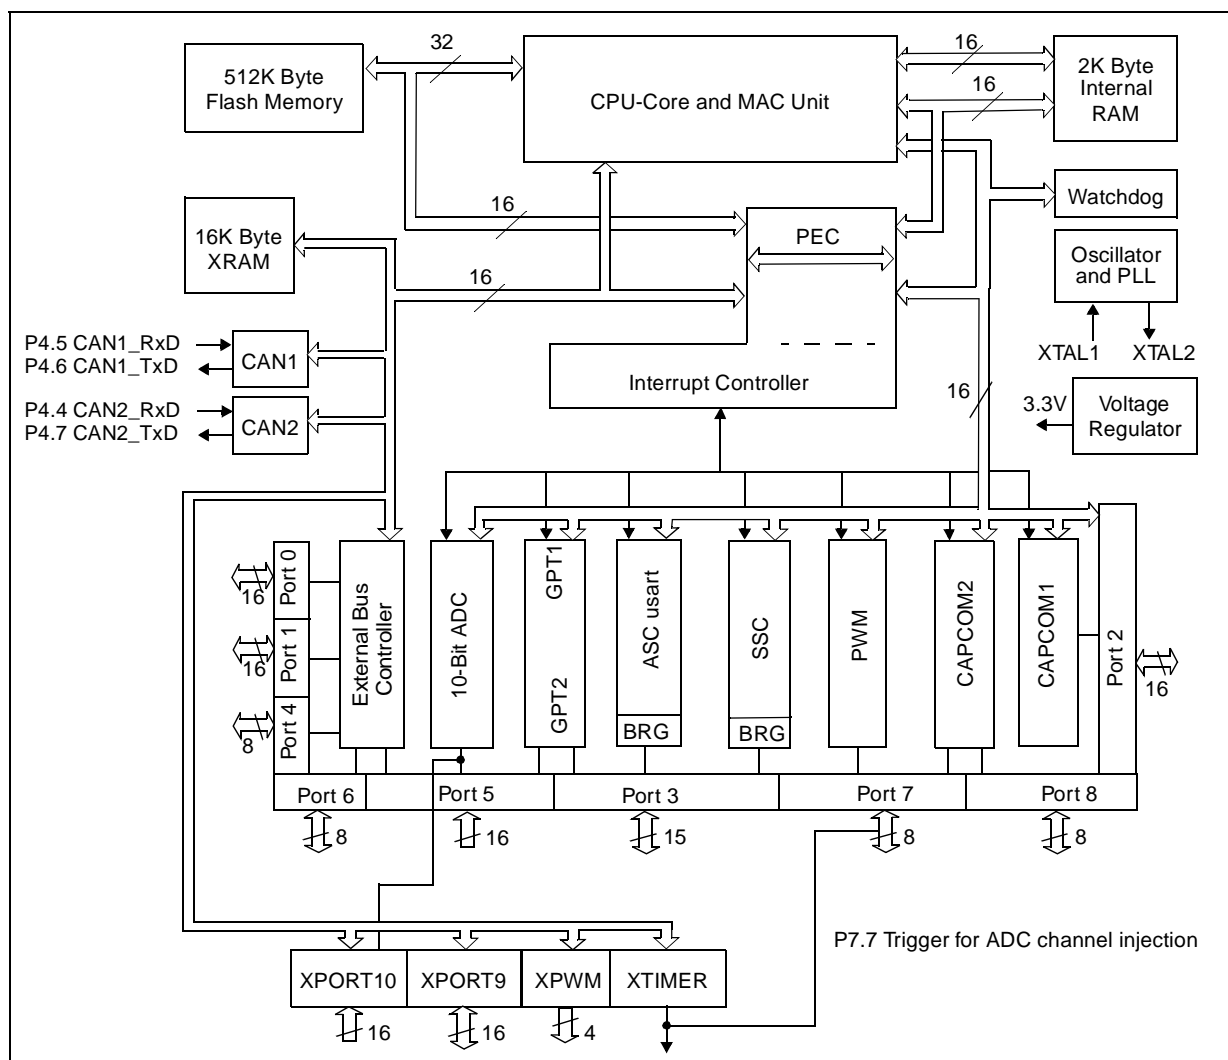 32
16
512K Byte
Flash Memory
CPU-Core and MAC Unit
2K Byte
Internal
RAM
16
16
Watchdog
16K Byte
XRAM
PEC
16
Oscillator
and PLL
P4.5 CAN1_RxD
P4.6 CAN1_TxD
CAN1
XTAL1
XTAL2
Interrupt Controller
16
P4.4 CAN2_RxD
P4.7 CAN2_TxD
CAN2
3.3V
Voltage
Regulator
Port 0
16
Port 1
16
Port 4
8
External Bus
Controller
10-Bit ADC
GPT1
GPT2
ASC usart
BRG
SSC
BRG
PWM
CAPCOM2
CAPCOM1
Port 2
16
Port 6
Port 5
Port 3
Port 7
Port 8
8
16
15
8
8
P7.7 Trigger for ADC channel injection
XPORT10
XPORT9
XPWM
XTIMER
16
16
4